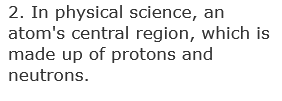 2. In physical science, an
atom's central region, which is
made up of protons and
neutrons.